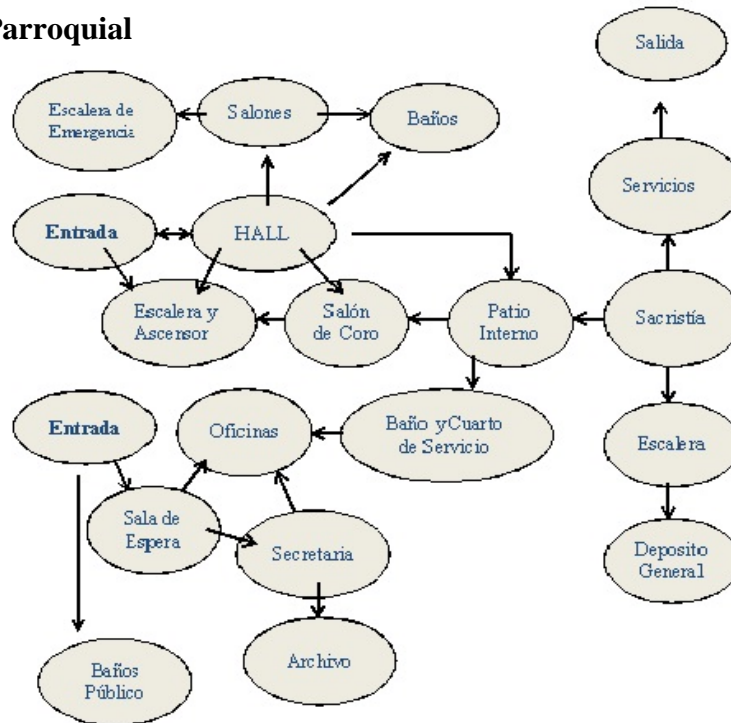 Parroquial
Salida
Escalera de
Emergencia
Salones
Baños
Servicios
Entrada
HALL
Escalera y
Ascensor
Salón
de Coro
Patio
Interno
Sacristía
Entrada
Oficinas
Baño yCuarto
de Servicio
Escalera
Sala de
Espera
Secretaria
Deposito
General
Baños
Público
Archivo